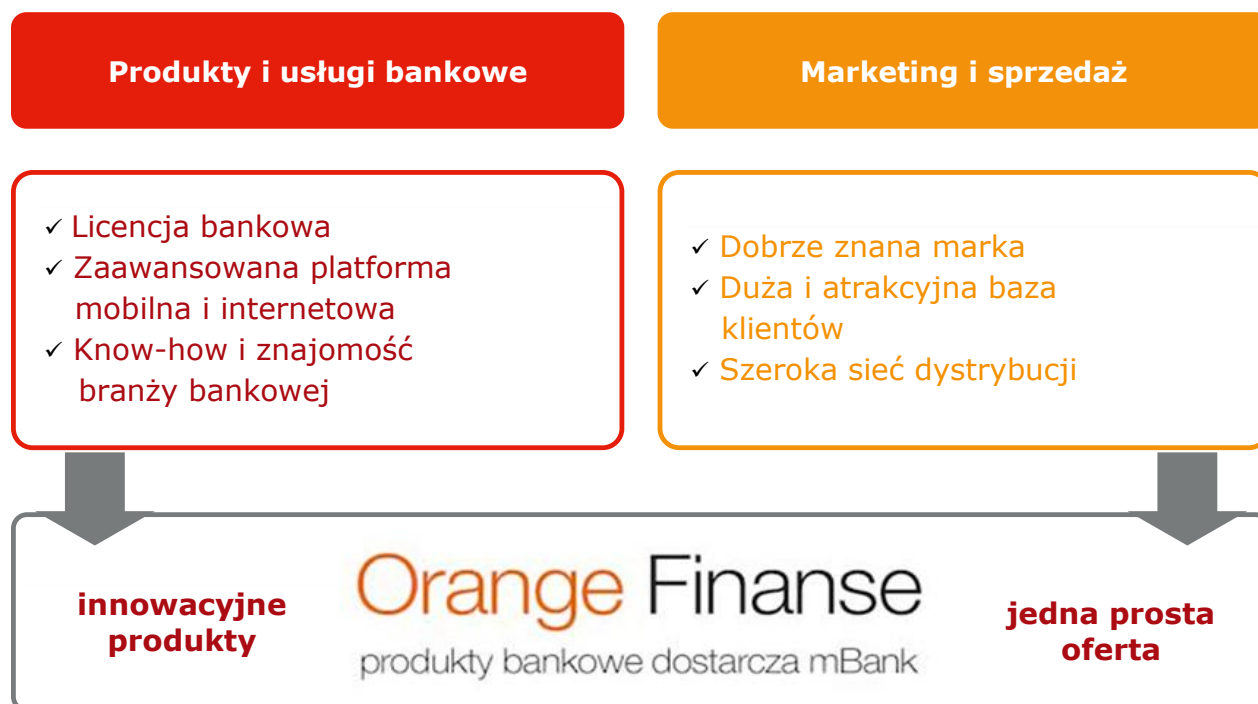 Produkty i usługi bankowe
Marketing i sprzedaż
✓ Licencja bankowa
✓ Zaawansowana platforma
mobilna i internetowa
✓ Know-how i znajomość
branży bankowej
✓ Dobrze znana marka
✓ Duża i atrakcyjna baza
klientów
✓ Szeroka sieć dystrybucji
innowacyjne
produkty
Orange Finanse
produkty bankowe dostarcza mBank
jedna prosta
oferta